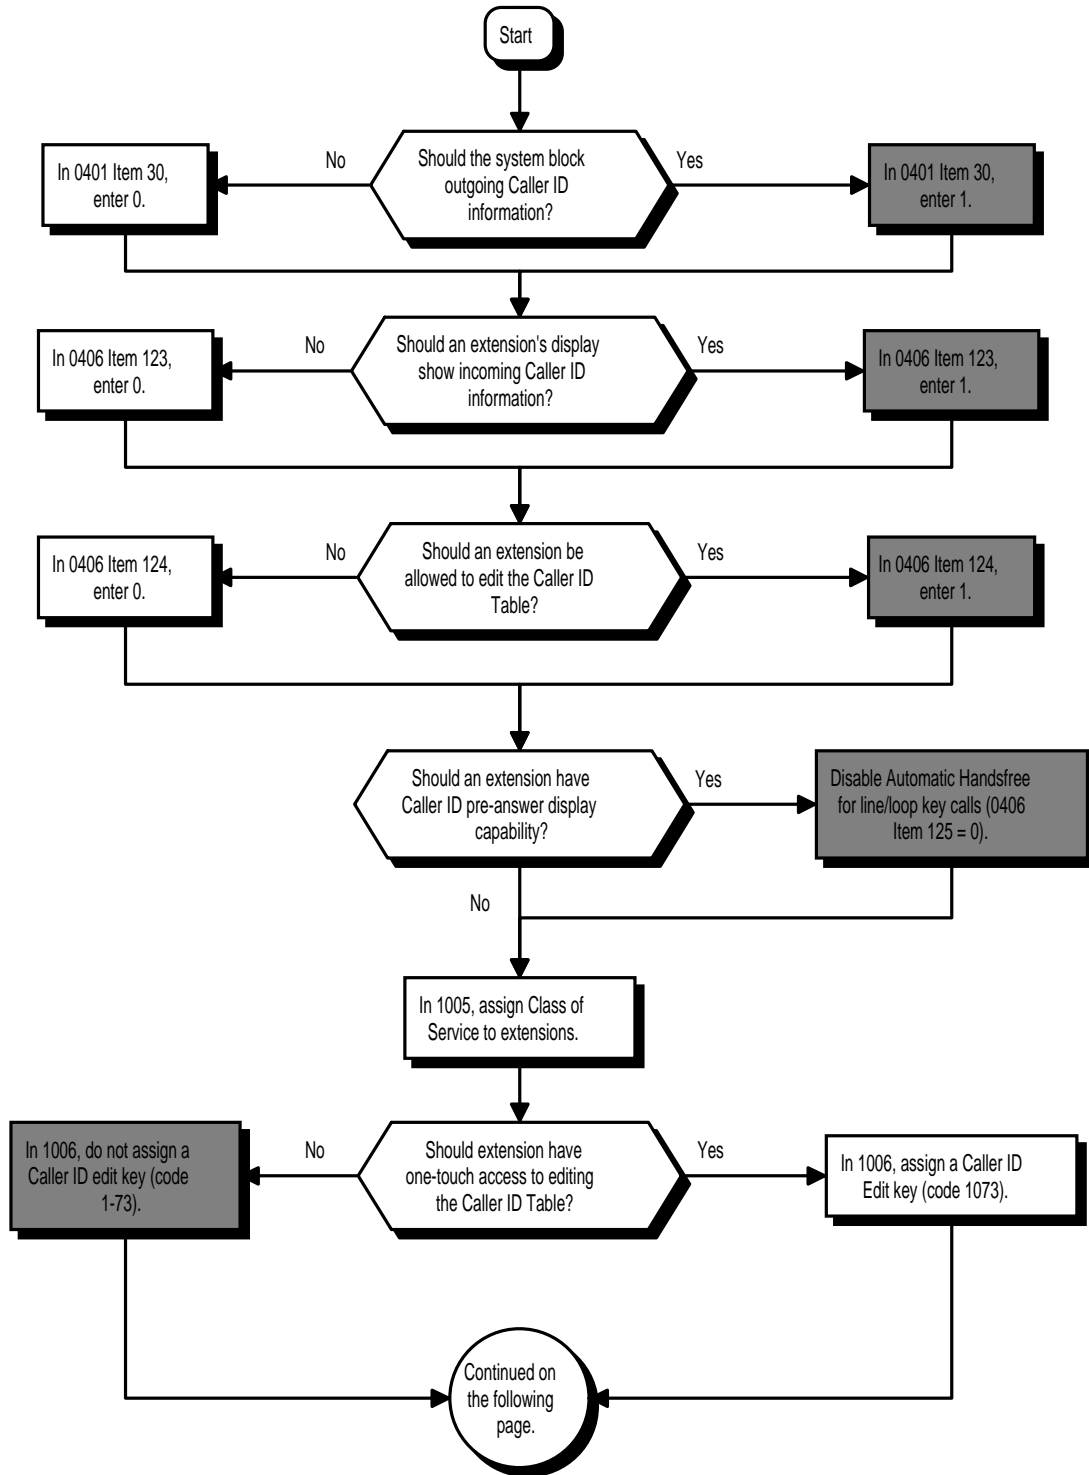 Start
Should the system block
outgoing Caller ID
information?
No
Yes
In 0401 Item 30,
enter 0.
In 0401 Item 30,
enter 1.
Should an extension's display
show incoming Caller ID
information?
No
Yes
In 0406 Item 123,
enter 0.
In 0406 Item 123,
enter 1.
Should an extension be
allowed to edit the Caller ID
Table?
No
Yes
In 0406 Item 124,
enter 0.
In 0406 Item 124,
enter 1.
Should an extension have
Caller ID pre-answer display
capability?
Yes
Disable Automatic Handsfree
for line/loop key calls (0406
Item 125 = 0).
No
In 1005, assign Class of
Service to extensions.
Should extension have
one-touch access to editing
the Caller ID Table?
No
Yes
In 1006, do not assign a
Caller ID edit key (code
1-73).
In 1006, assign a Caller ID
Edit key (code 1073).
Continued on
the following
page.